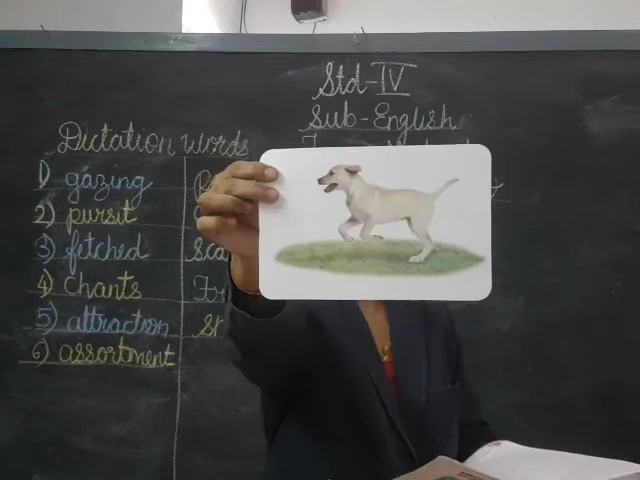 Std-IV
Sub-English
Dictation words
1) gazing
2) pursit
3) fetched
4) chants
5) attraction
6) assortment